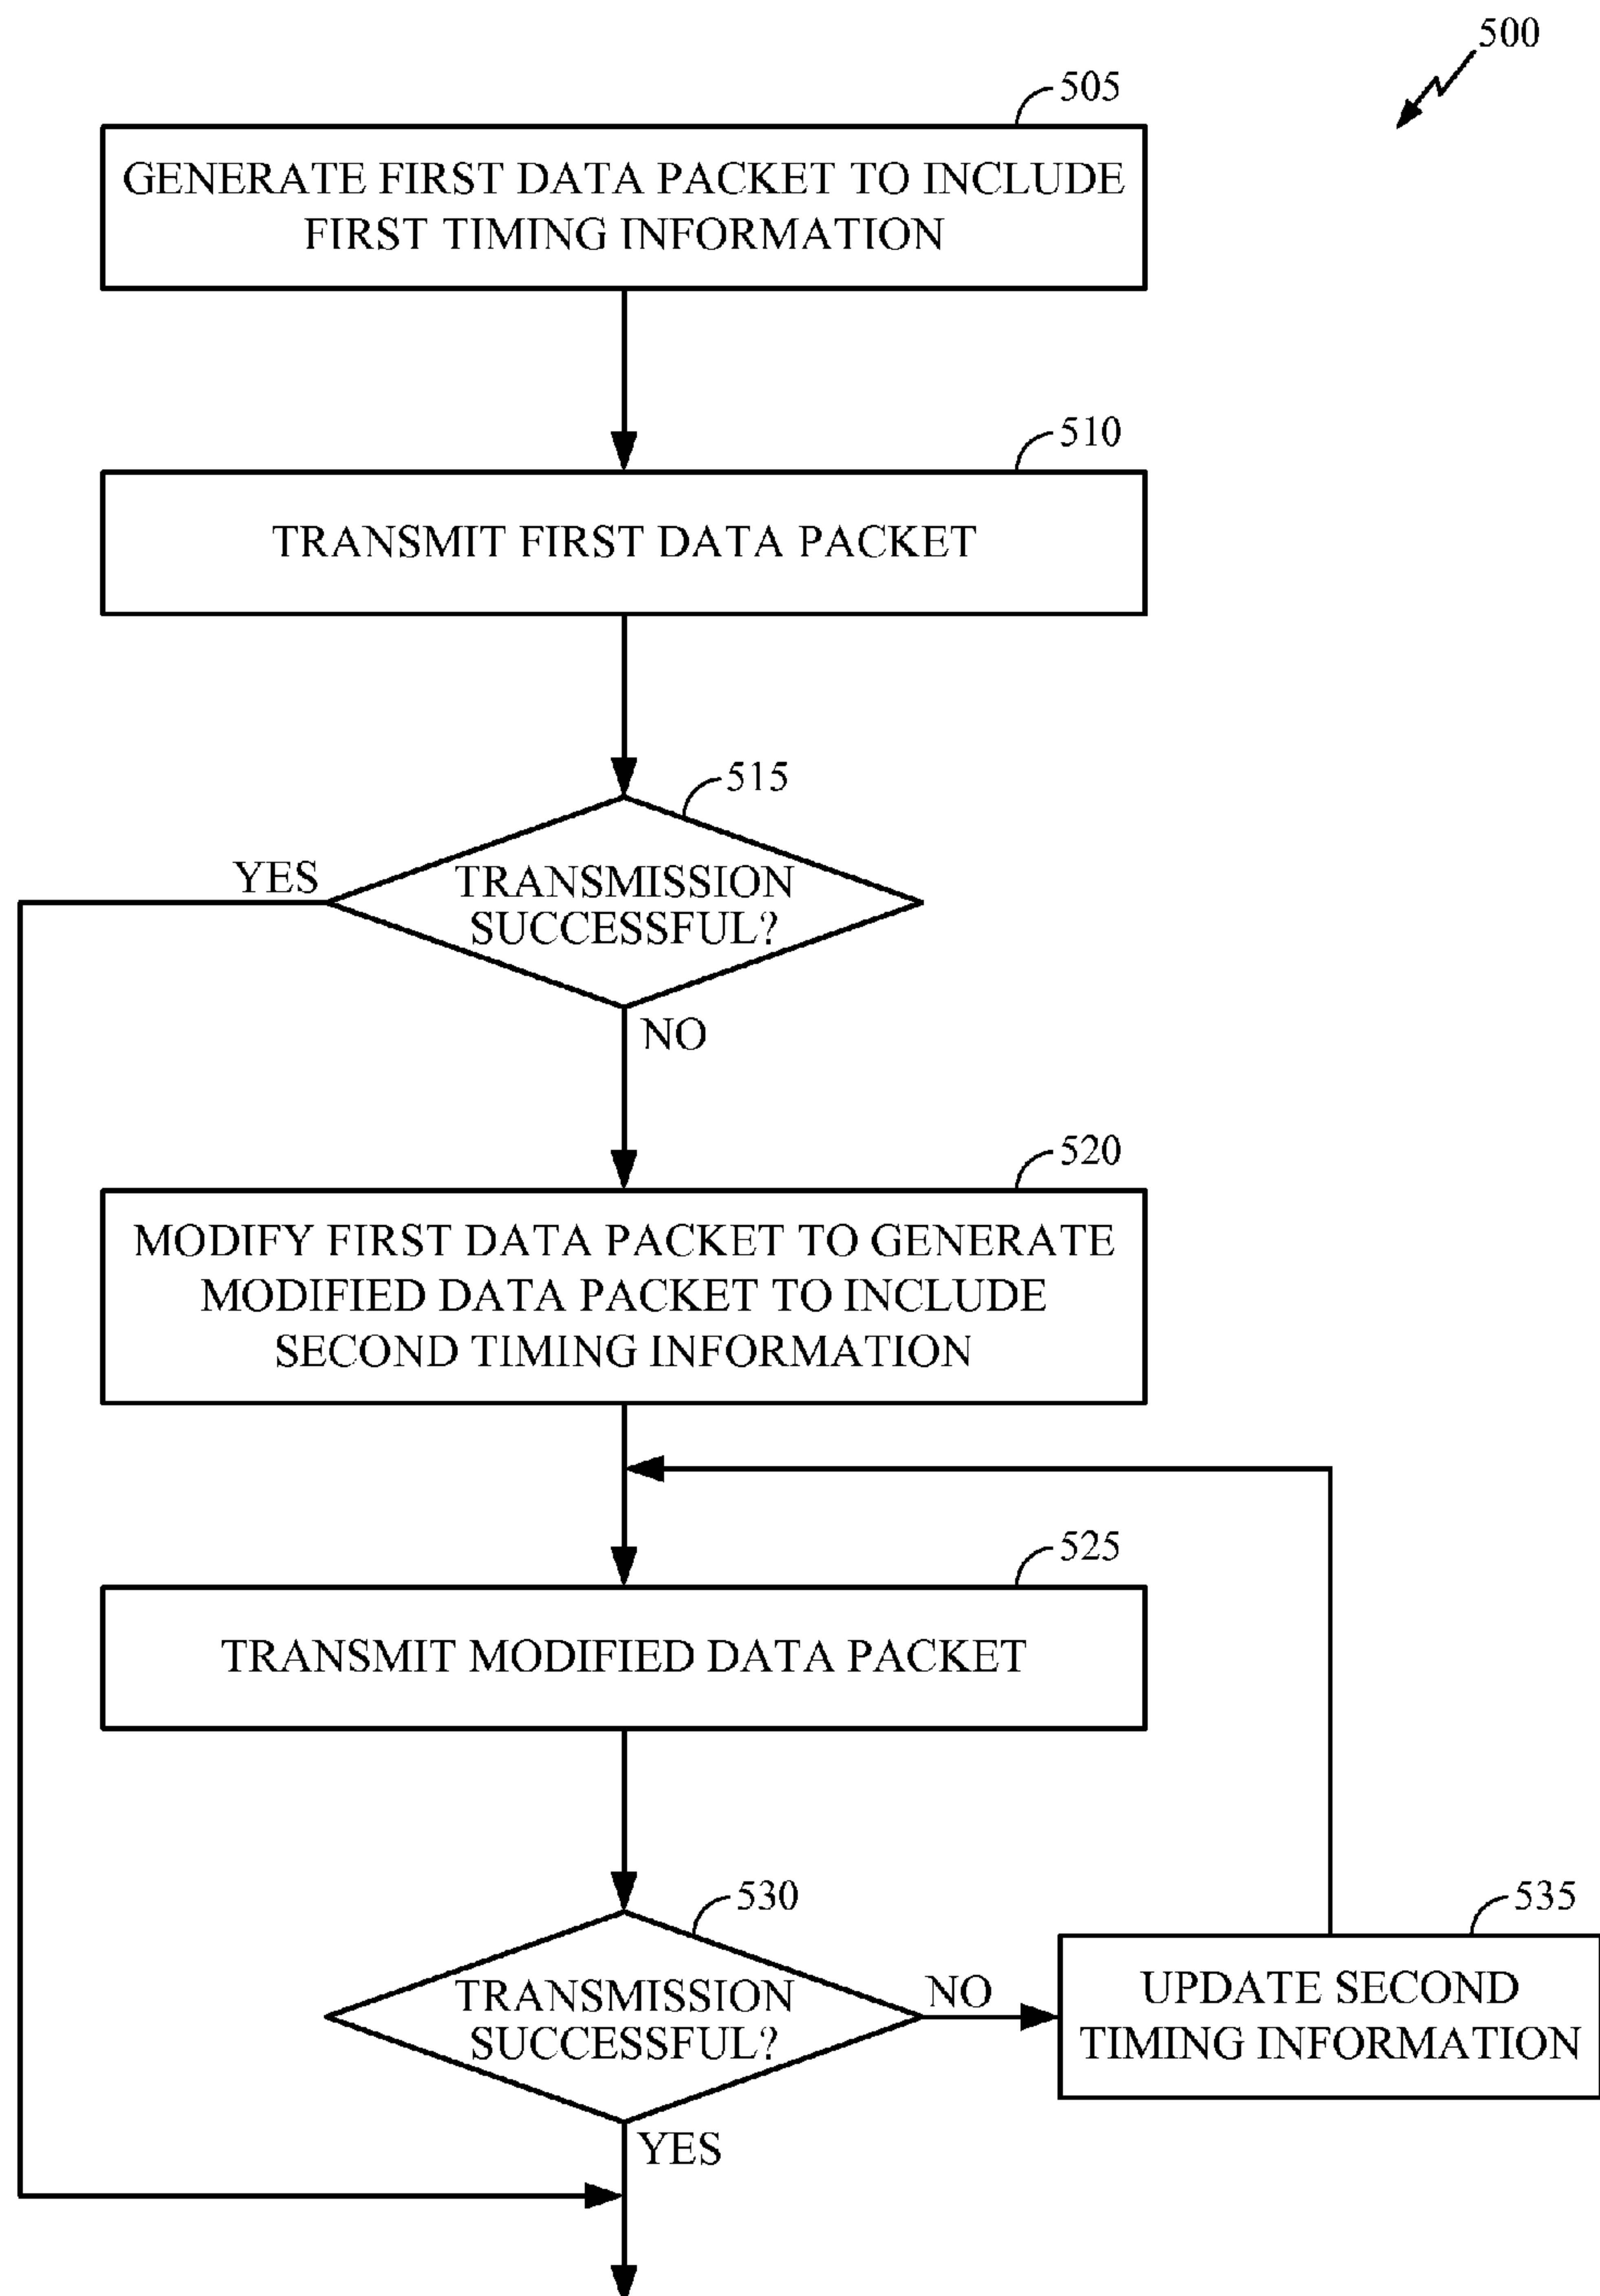 500
505
GENERATE FIRST DATA PACKET TO INCLUDE
FIRST TIMING INFORMATION
510
TRANSMIT FIRST DATA PACKET
515
YES
TRANSMISSION
SUCCESSFUL?
NO
520
MODIFY FIRST DATA PACKET TO GENERATE
MODIFIED DATA PACKET TO INCLUDE
SECOND TIMING INFORMATION
525
TRANSMIT MODIFIED DATA PACKET
530
TRANSMISSION
SUCCESSFUL?
NO
535
UPDATE SECOND
TIMING INFORMATION
YES